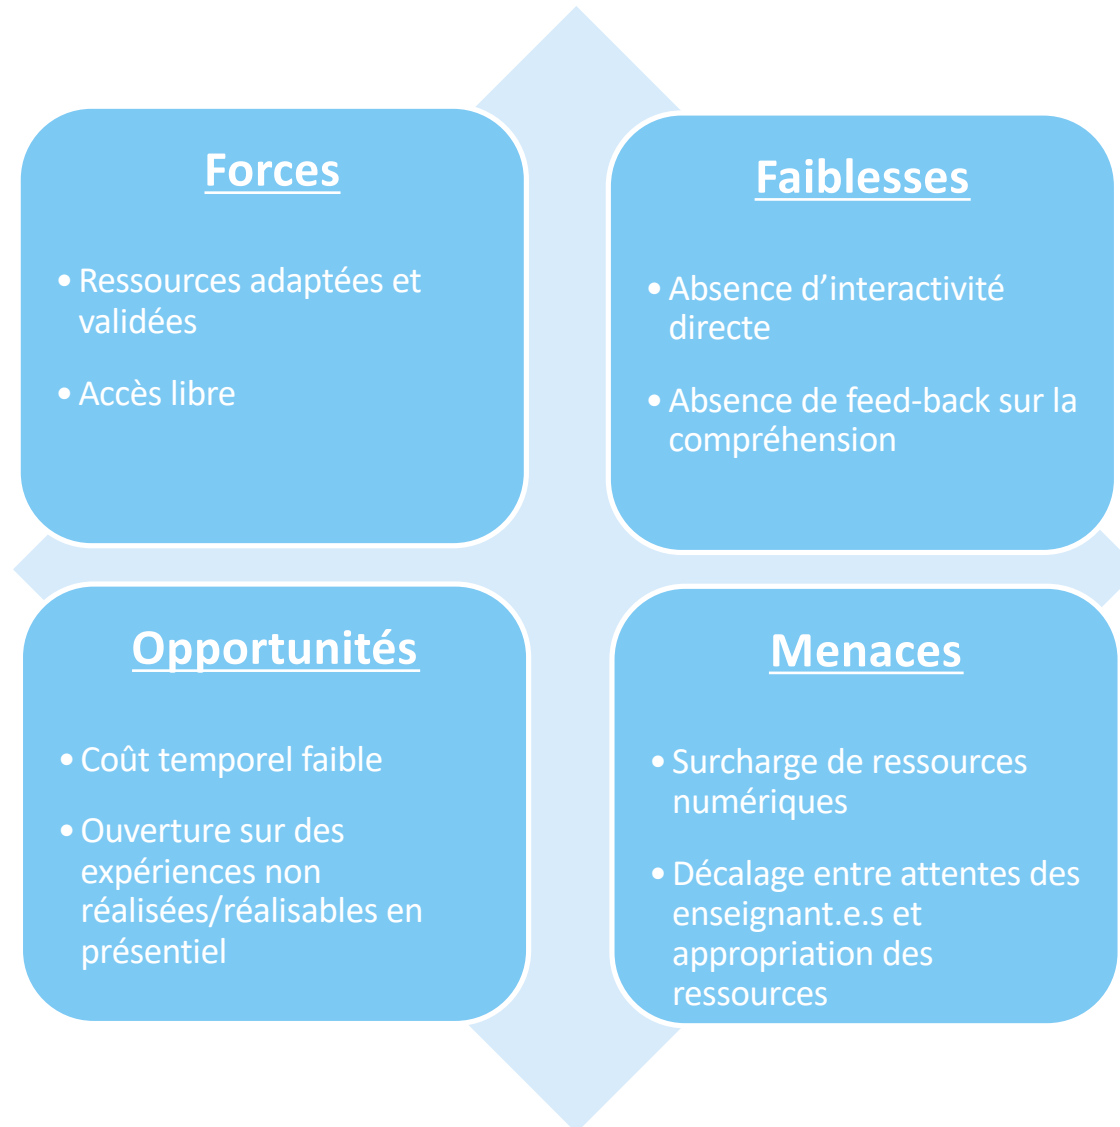 Forces
• Ressources adaptées et
validées
• Accès libre
Faiblesses
• Absence d’interactivité
directe
• Absence de feed-back sur la
compréhension
Opportunités
• Coût temporel faible
• Ouverture sur des
expériences non
réalisées/réalisables en
présentiel
Menaces
• Surcharge de ressources
numériques
• Décalage entre attentes des
enseignant.e.s et
appropriation des
ressources